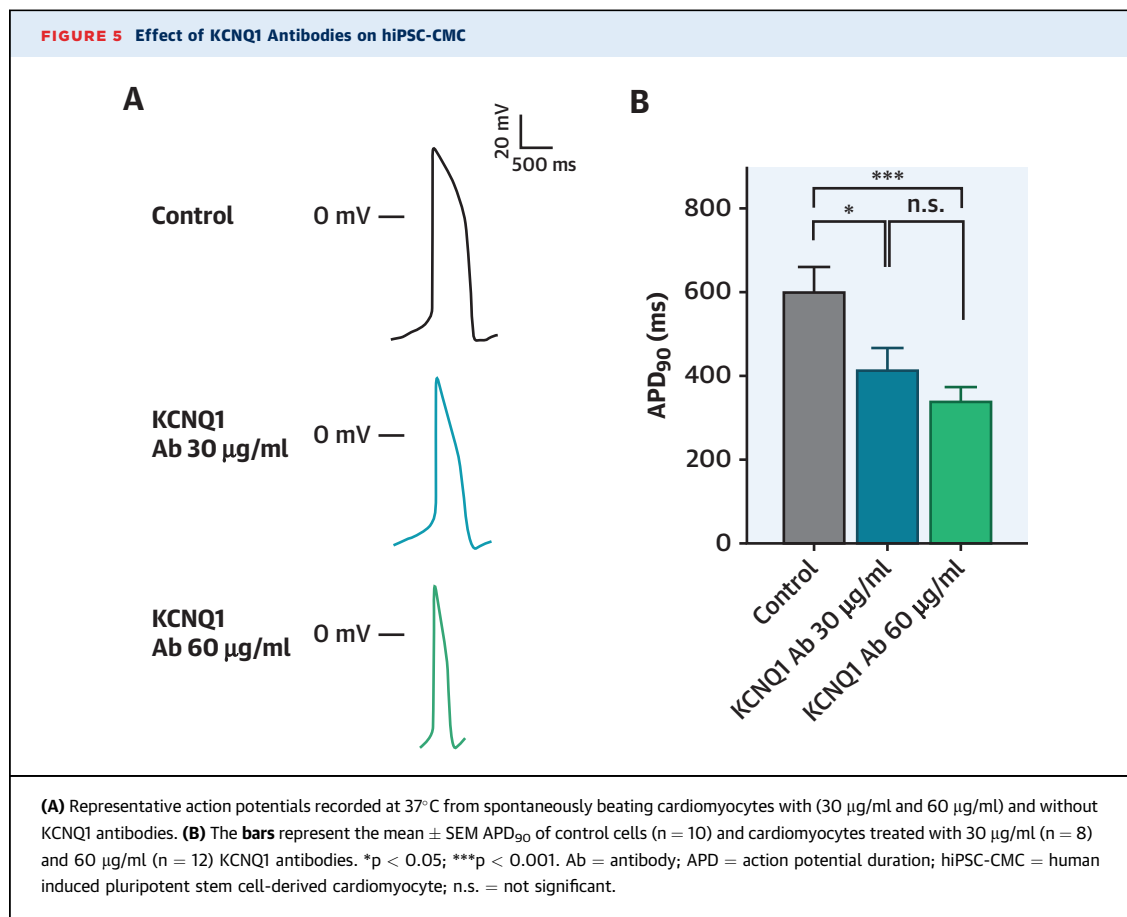 FIGURE 5 Effect of KCNQ1 Antibodies on hiPSC-CMC
A
20 mV
500 ms
Control
0 mV
KCNQ1
Ab 30 μg/ml
0 mV
KCNQ1
Ab 60 μg/ml
0 mV
B
***
*
n.s.
800
600
400
200
0
APD90 (ms)
Control
KCNQ1 Ab 30 μg/ml
KCNQ1 Ab 60 μg/ml
(A) Representative action potentials recorded at 37°C from spontaneously beating cardiomyocytes with (30 μg/ml and 60 μg/ml) and without
KCNQ1 antibodies. (B) The bars represent the mean ± SEM APD90 of control cells (n = 10) and cardiomyocytes treated with 30 μg/ml (n = 8)
and 60 μg/ml (n = 12) KCNQ1 antibodies. *p < 0.05; ***p < 0.001. Ab = antibody; APD = action potential duration; hiPSC-CMC = human
induced pluripotent stem cell-derived cardiomyocyte; n.s. = not significant.